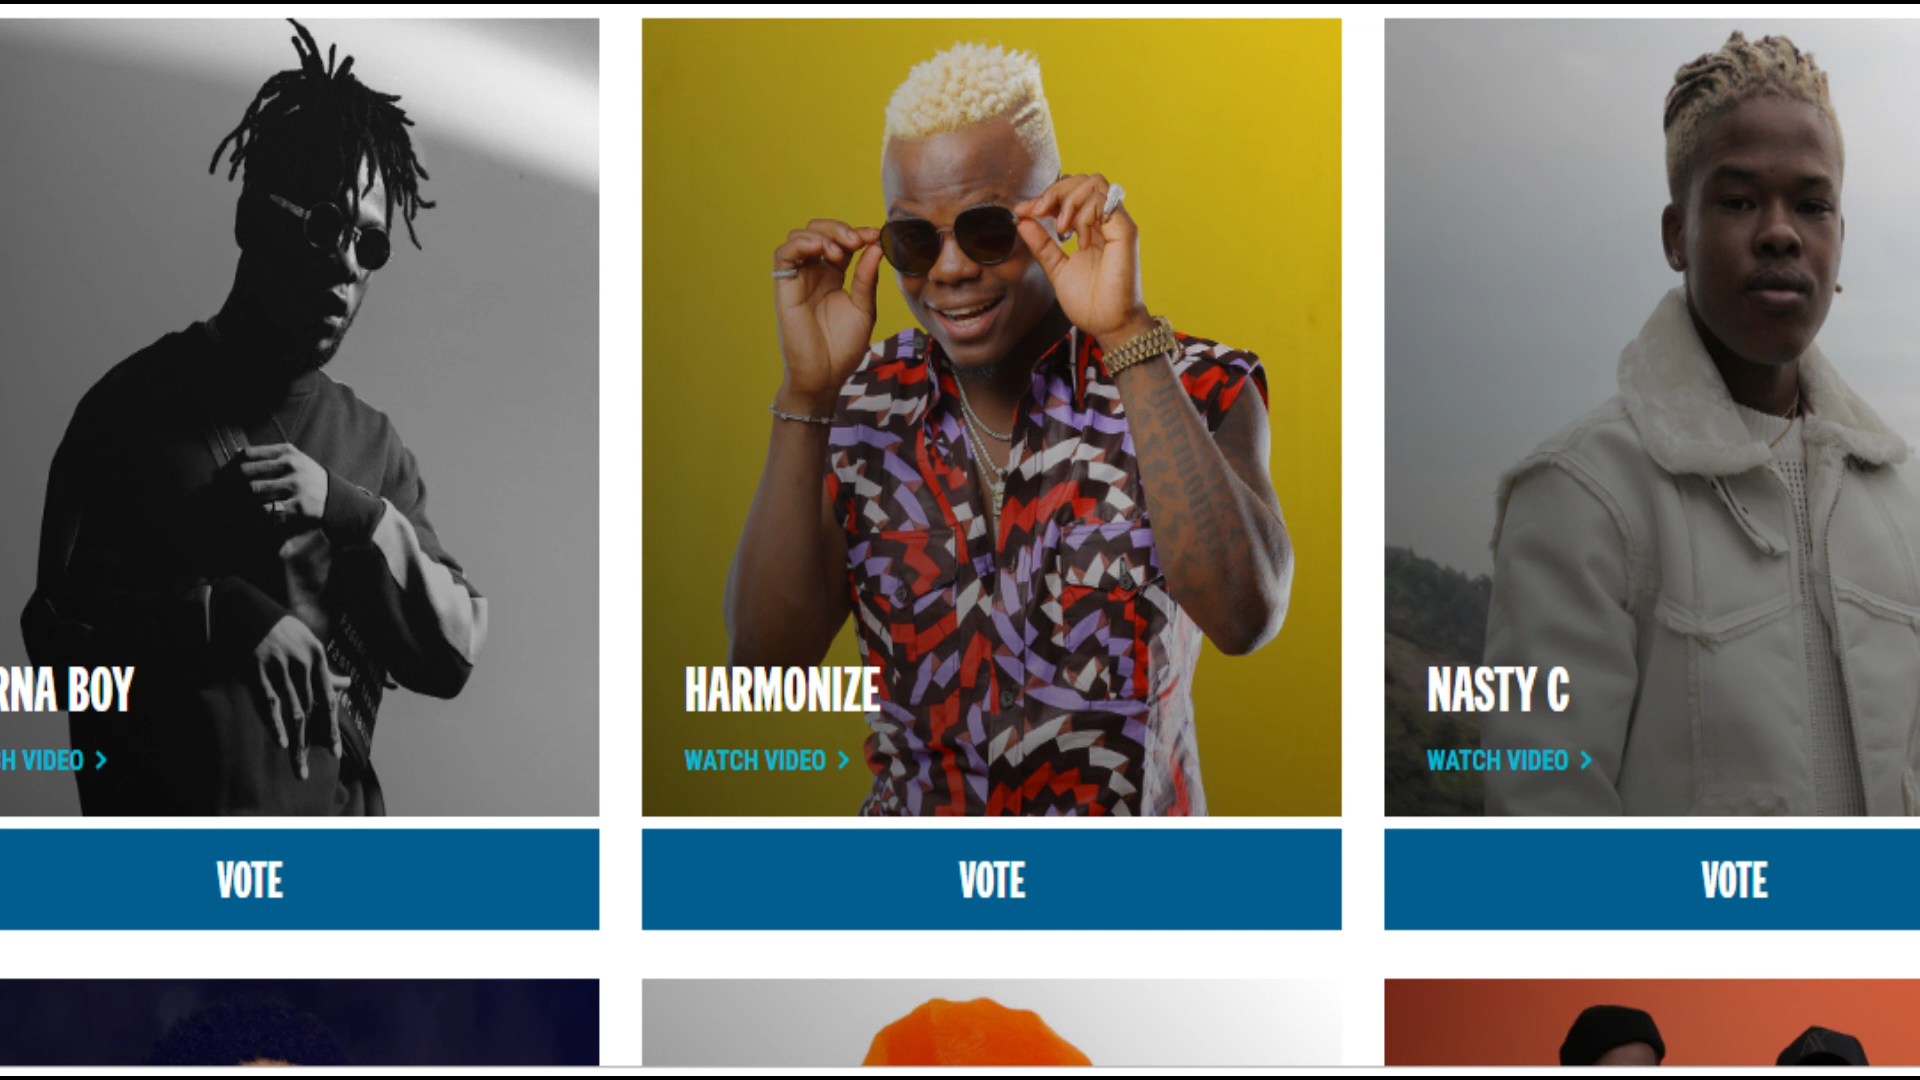 RNA BOY
HARMONIZE
NASTY C
H VIDEO
WATCH VIDEO
WATCH VIDEO
VOTE
VOTE
VOTE